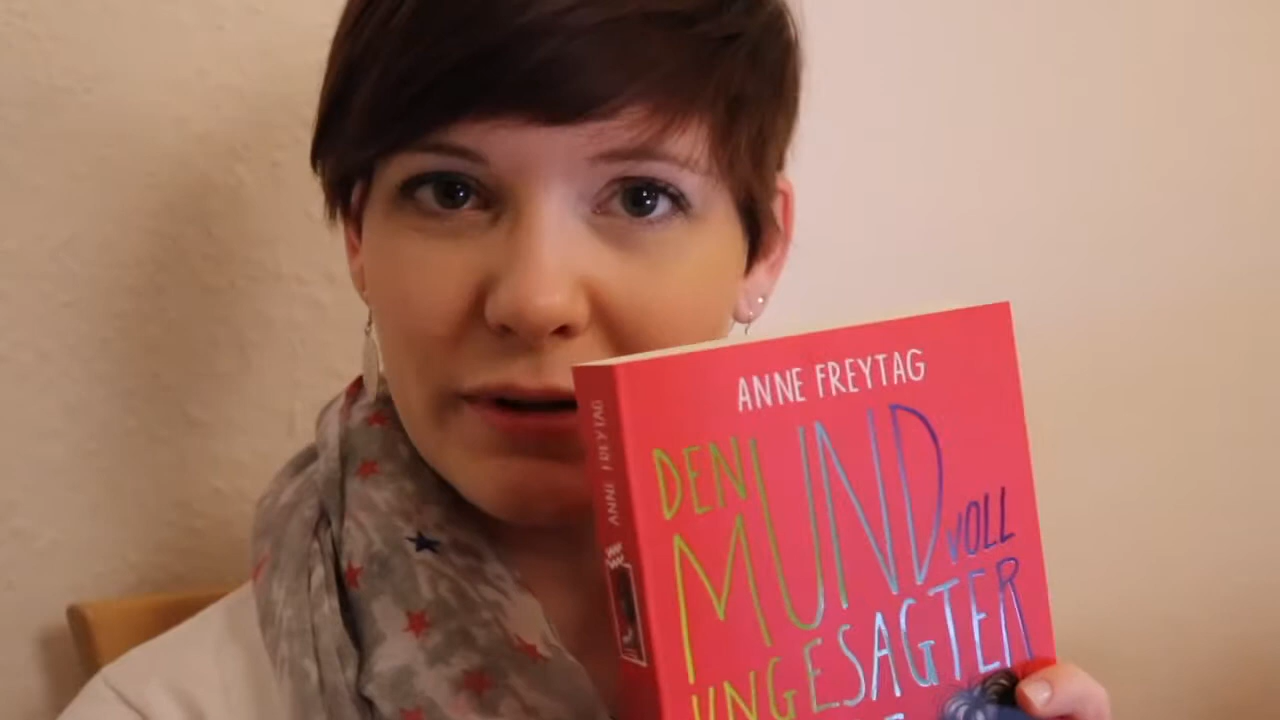 ANNE FREYTAG
DEN
MUND VOLL
UNGESAGTER
ANNE FREYTAG